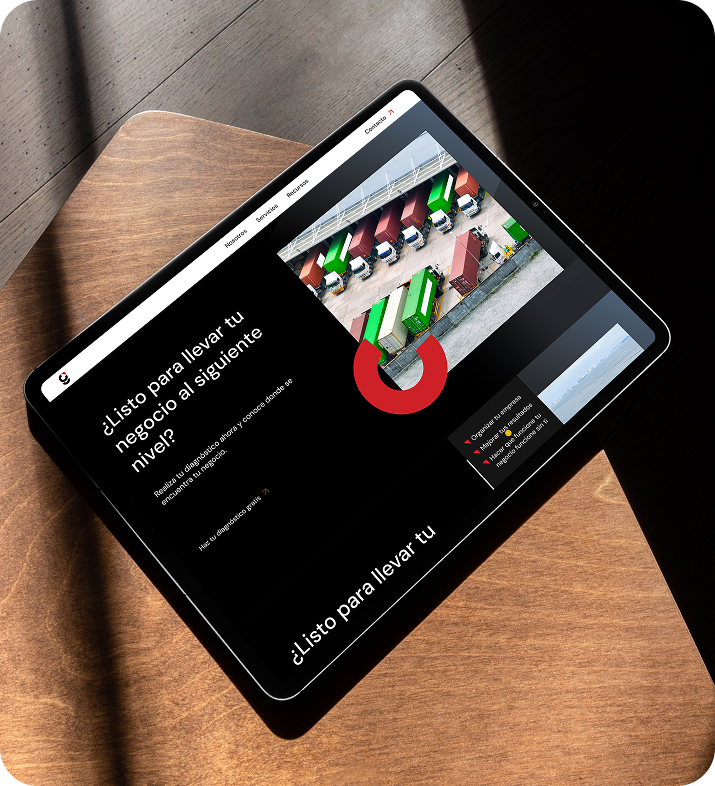 Nosotros
Servicios
Recursos
Contacto
¿Listo para llevar tu
negocio al siguiente
nivel?
Realiza tu diagnóstico ahora y conoce donde se
encuentra tu negocio.
Haz tu diagnóstico gratis
Organizar tu empresa
Mejorar tus resultados
Hacer que funcione tu
negocio funcione sin ti
¿Listo para llevar tu